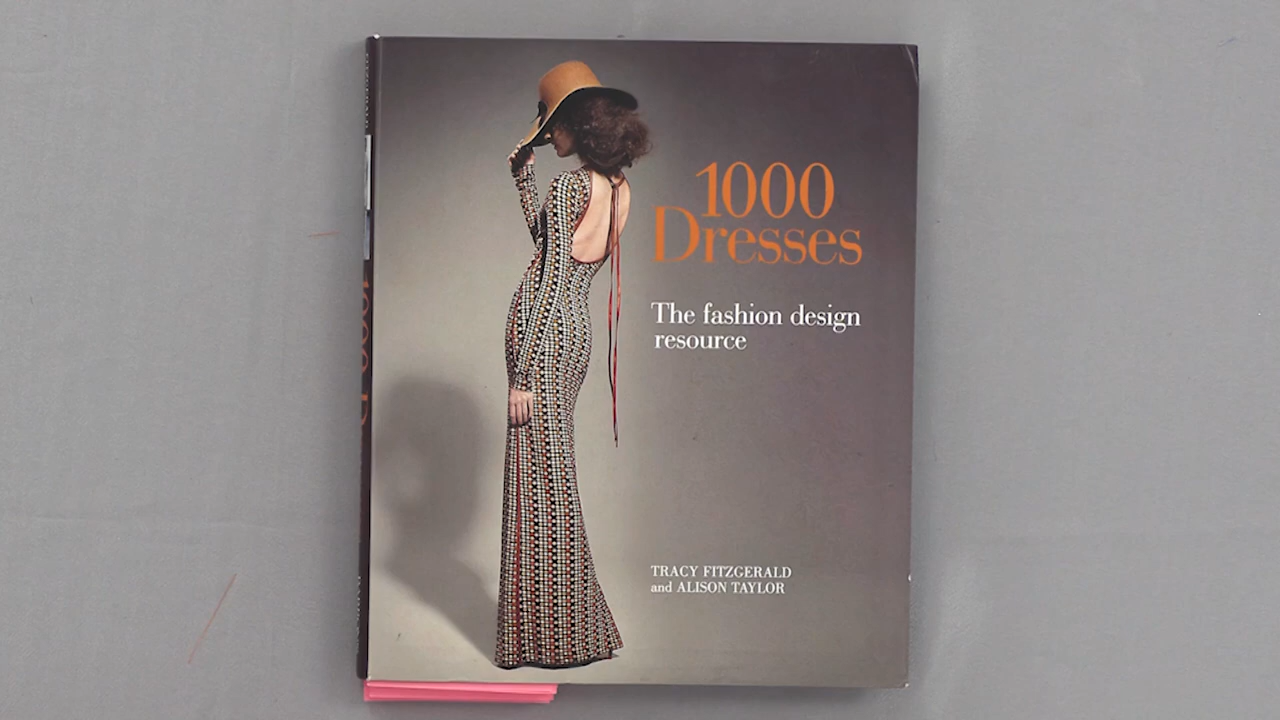 1000
Dresses
The fashion design
resource
TRACY FITZGERALD
and ALISON TAYLOR